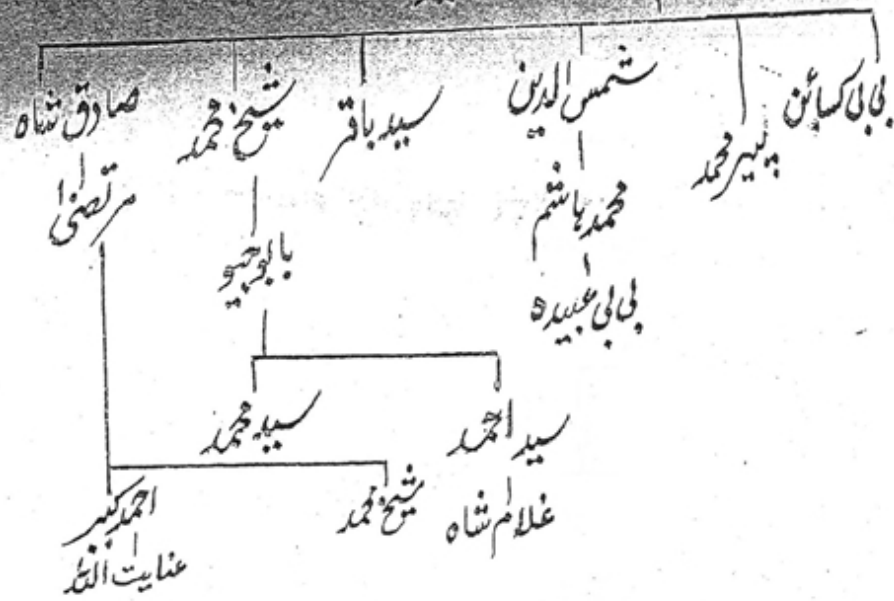 بی بی کسائن
پیر محمد
شمس الدین
سید باقر
شیخ محمد
صادق شاہ
محمد ہاشم
مرتضیٰ
بابو جیو
بی بی عبیدہ
سید احمد
سید محمد
غلام شاہ
شیخ محمد
احمد کبیر
عنایت اللہ